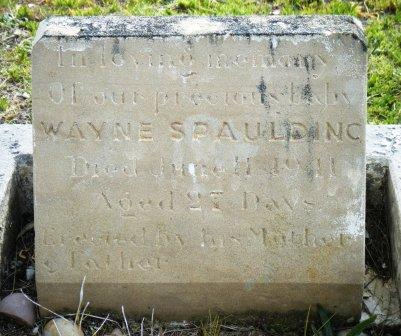 In loving memory
Of our precious baby
WAYNE SPAULDING
Died June 11 1941
Aged 27 Days
Erected by his Mother
& Father